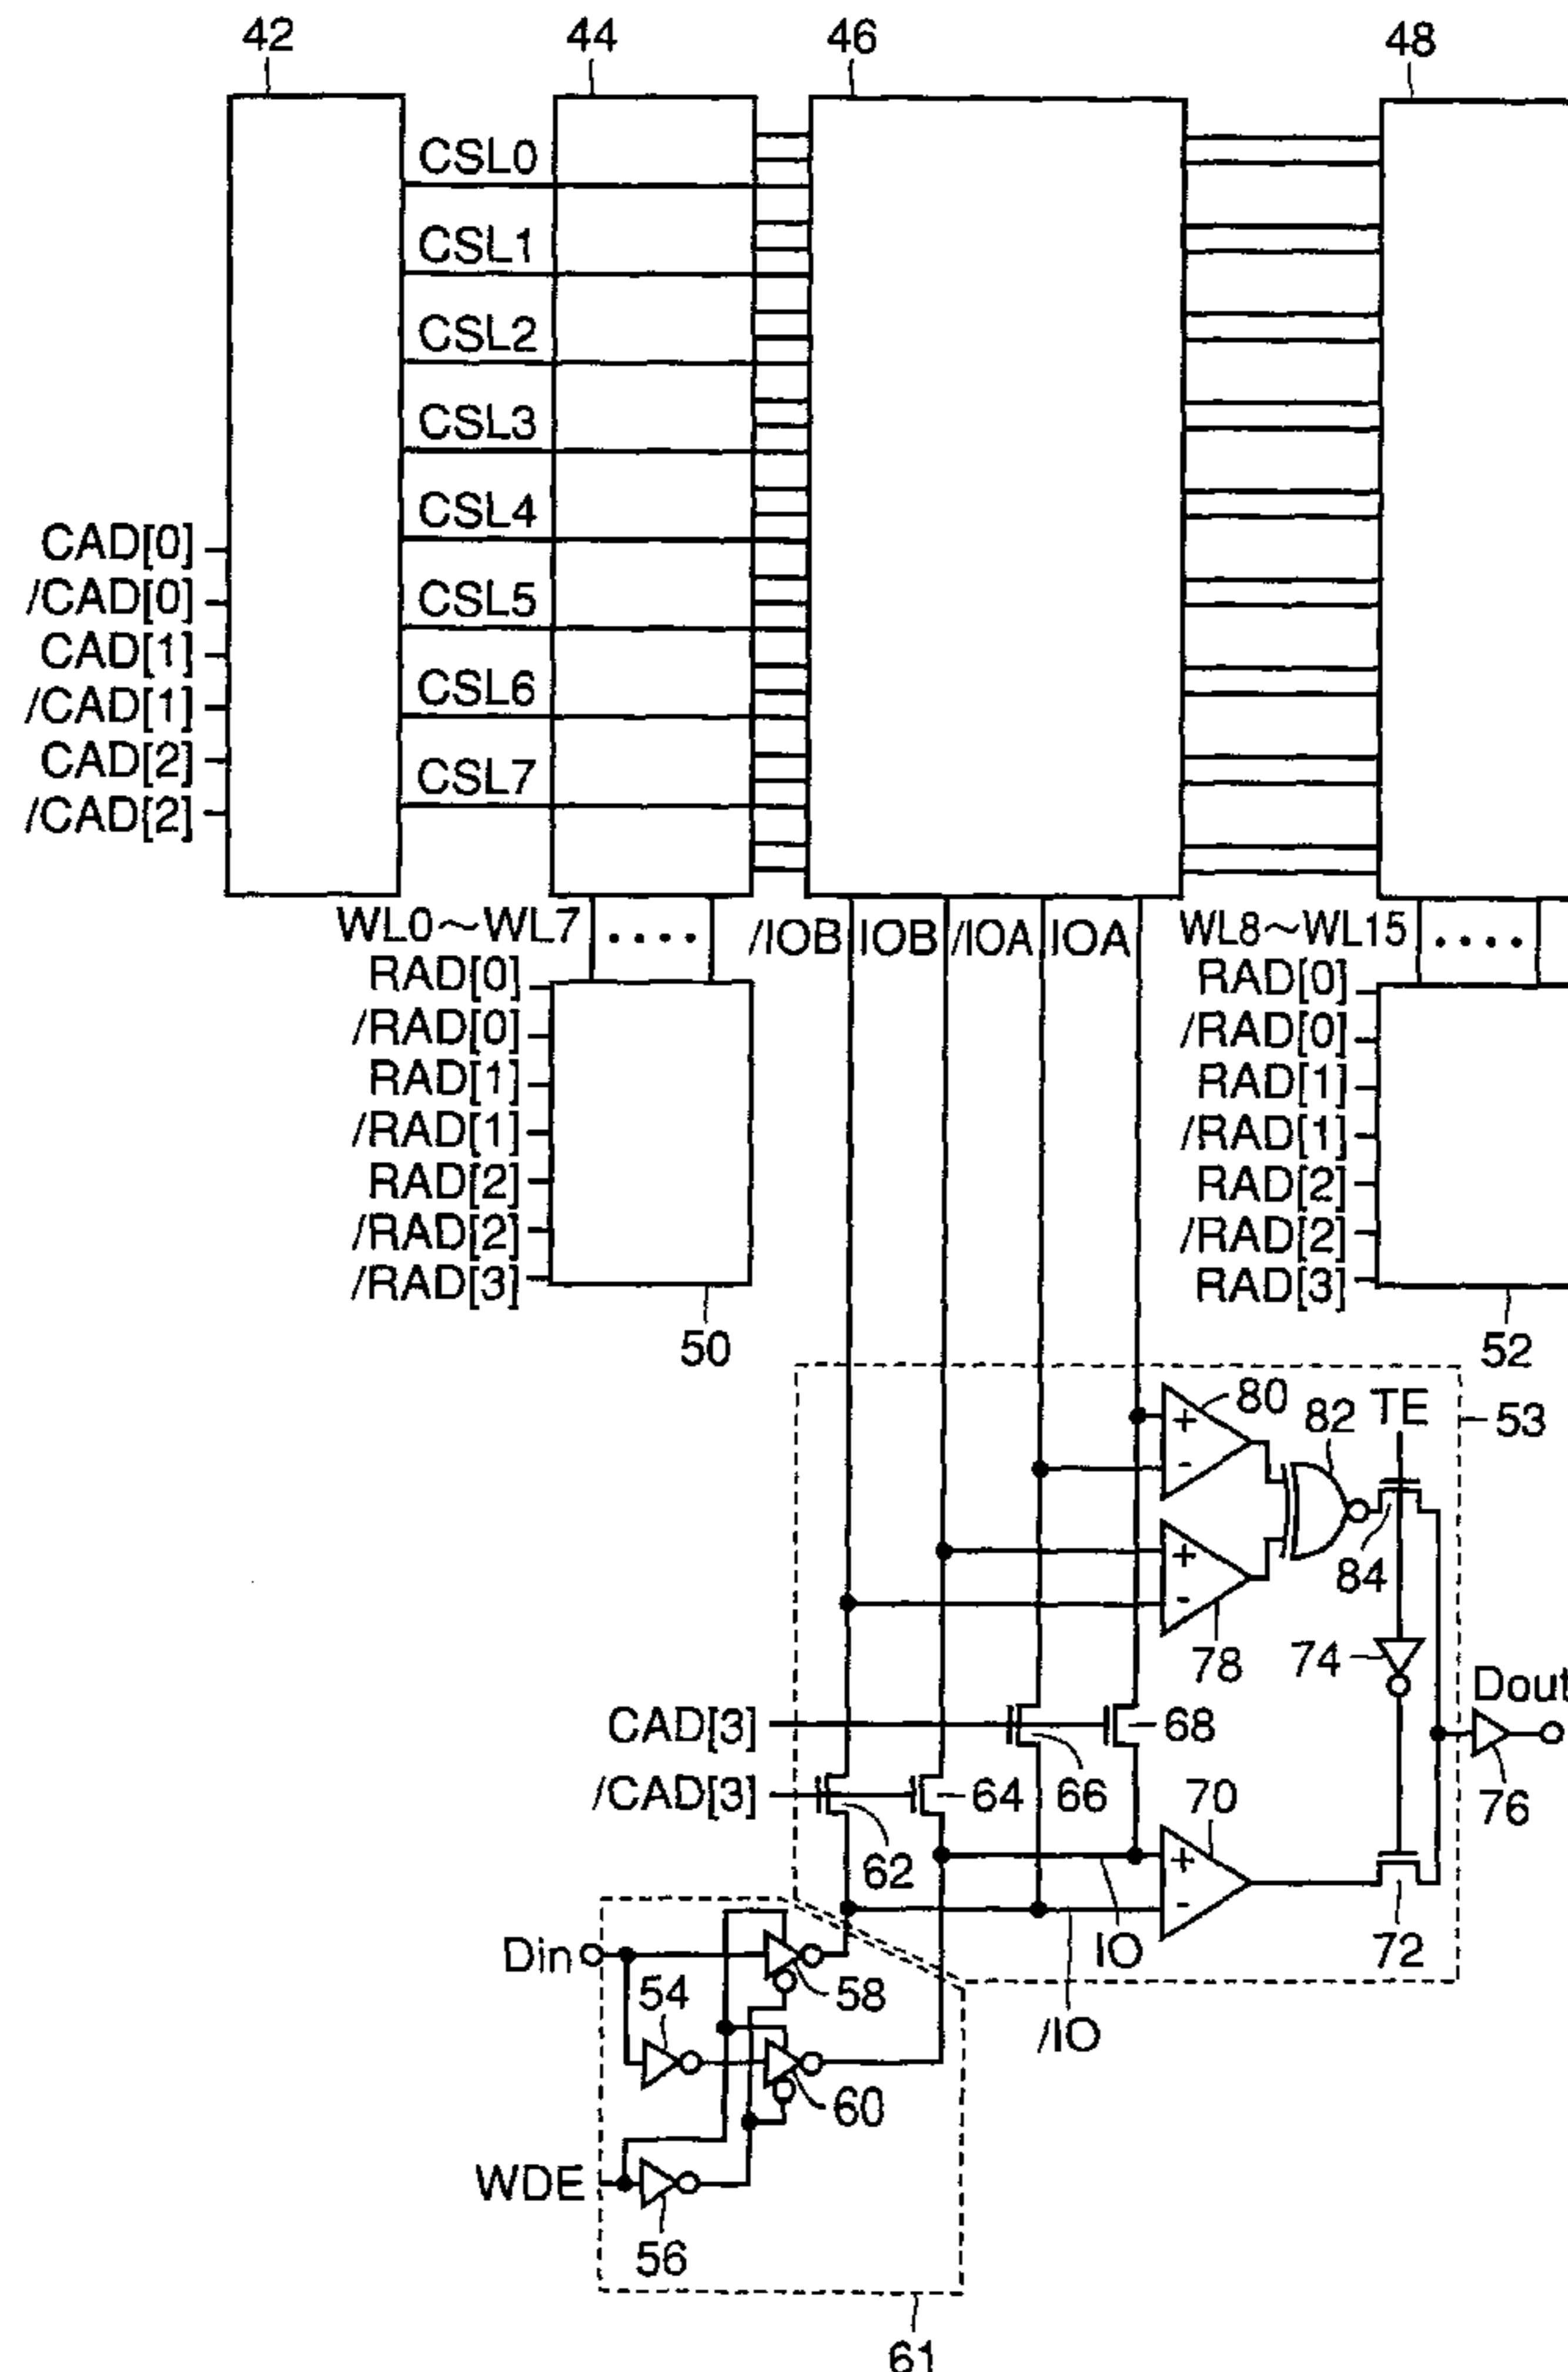 42
44
46
48
CSL0
CSL1
CSL2
CSL3
CSL4
CSL5
CSL6
CSL7
CAD[0]
/CAD[0]
CAD[1]
/CAD[1]
CAD[2]
/CAD[2]
WL0~WL7
/IOB
IOB
/IOA
IOA
WL8~WL15
RAD[0]
/RAD[0]
RAD[1]
/RAD[1]
RAD[2]
/RAD[2]
/RAD[3]
50
RAD[0]
/RAD[0]
RAD[1]
/RAD[1]
RAD[2]
/RAD[2]
RAD[3]
52
80
82
TE
53
+
-
84
+
-
78
74
Dout
76
CAD[3]
68
/CAD[3]
64
66
70
62
+
-
72
IO
/IO
Din
54
58
60
WDE
56
61